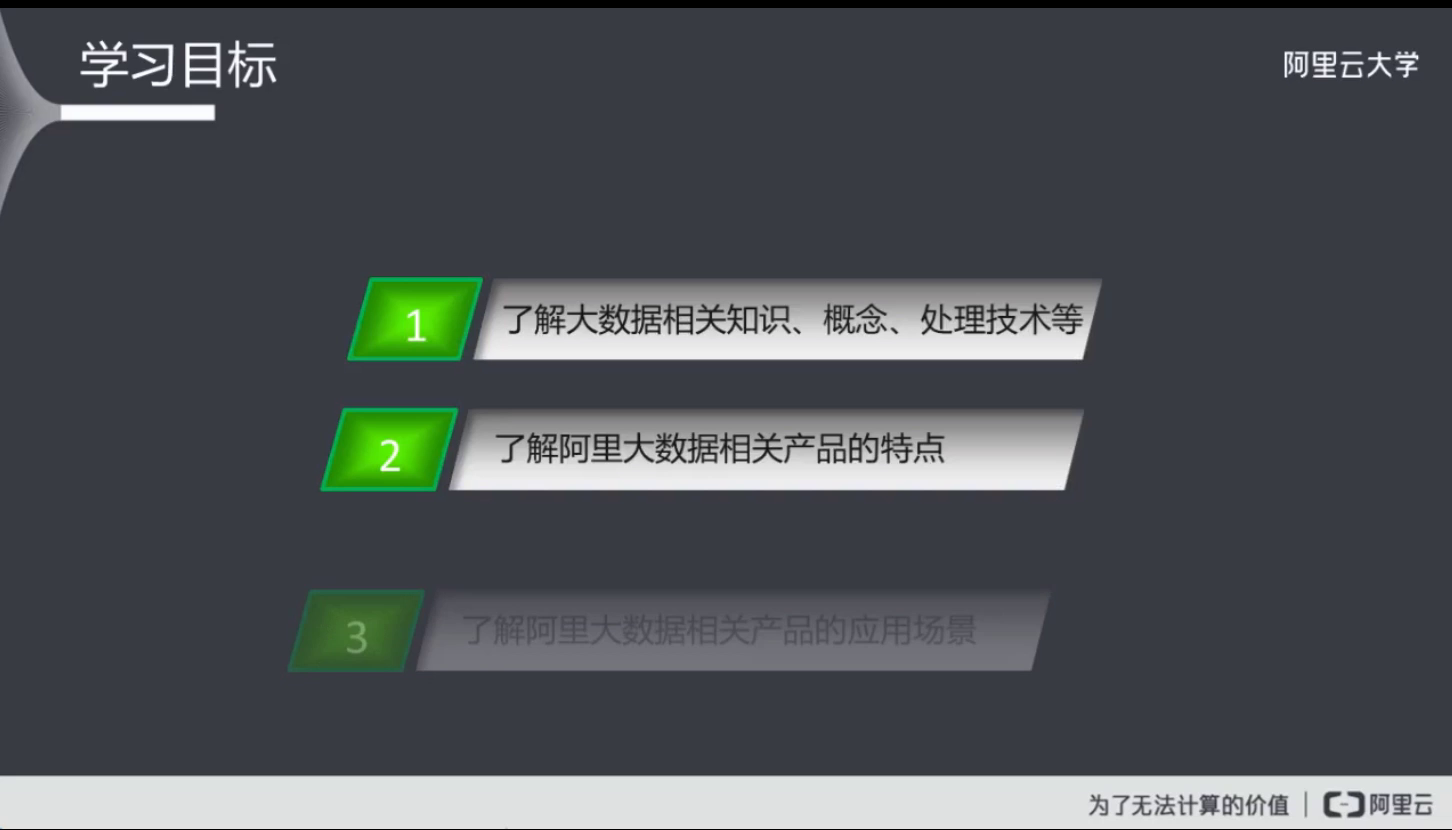 学习目标
阿里云大学
1 了解大数据相关知识、概念、处理技术等
2 了解阿里大数据相关产品的特点
3 了解阿里大数据相关产品的应用场景
为了无法计算的价值 | 阿里云